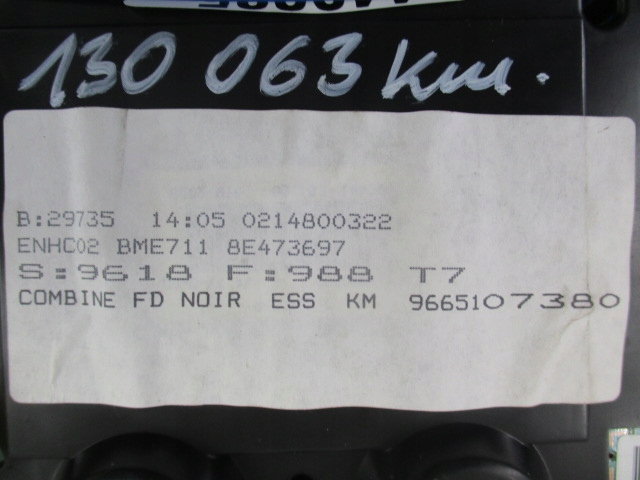 130 063 km.
B:29735 14:05 0214800322
ENHC02 BME711 8E473697
S:9618 F:988 T7
COMBINE FD NOIR ESS KM 9665107380